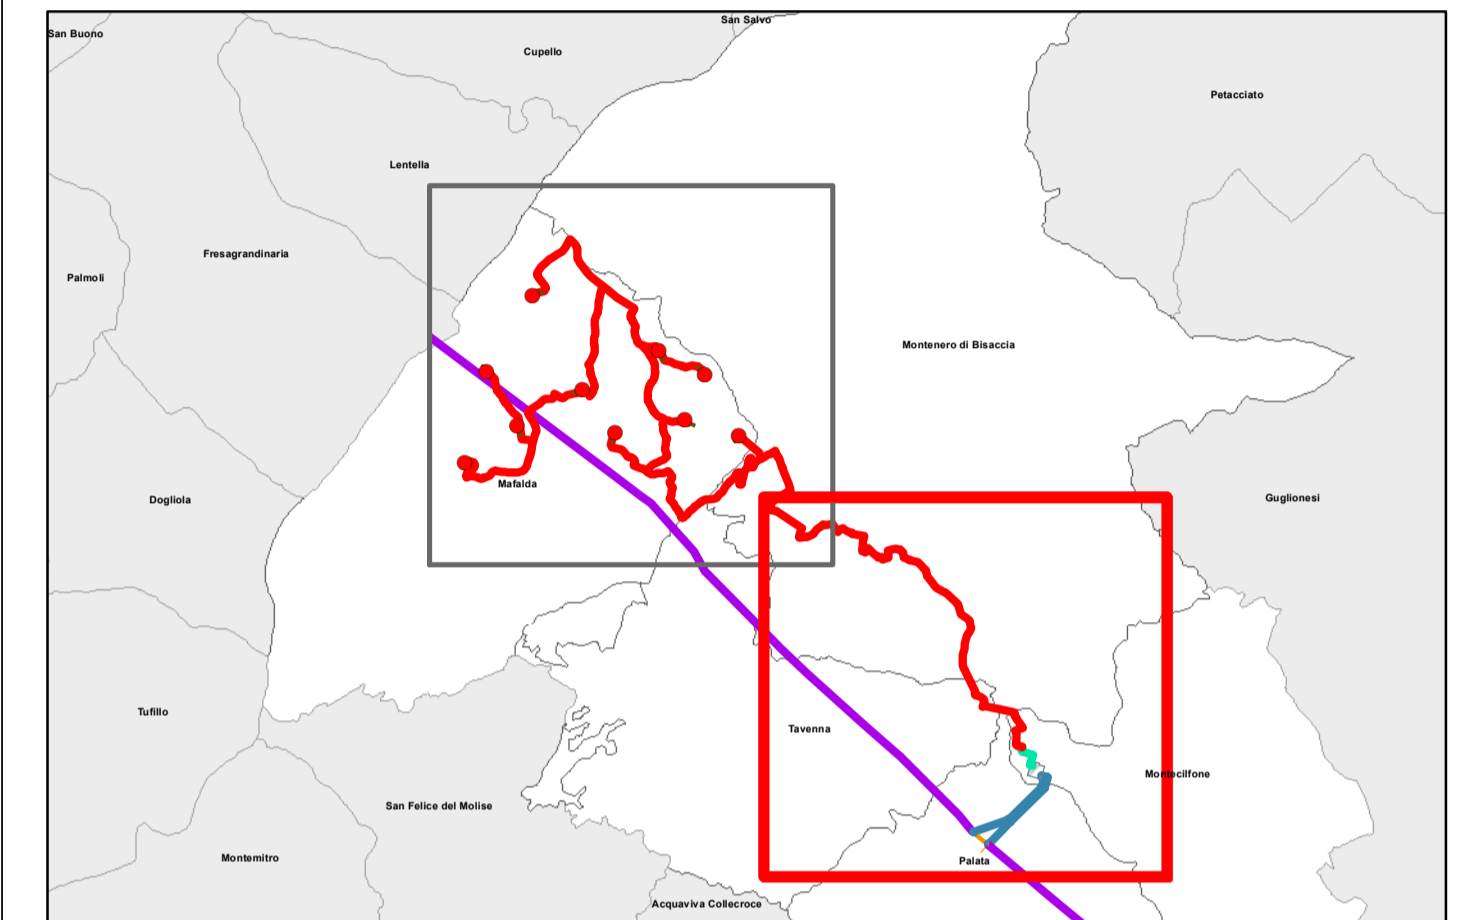 San Salvo
San Buono
Cupello
Petacciato
Lentella
Fresagrandinaria
Palmoli
Montenero di Bisaccia
Mafalda
Dogliola
Guglionesi
Tufillo
Tavenna
Montecilfone
San Felice del Molise
Montemitro
Palata
Acquaviva Collecroce